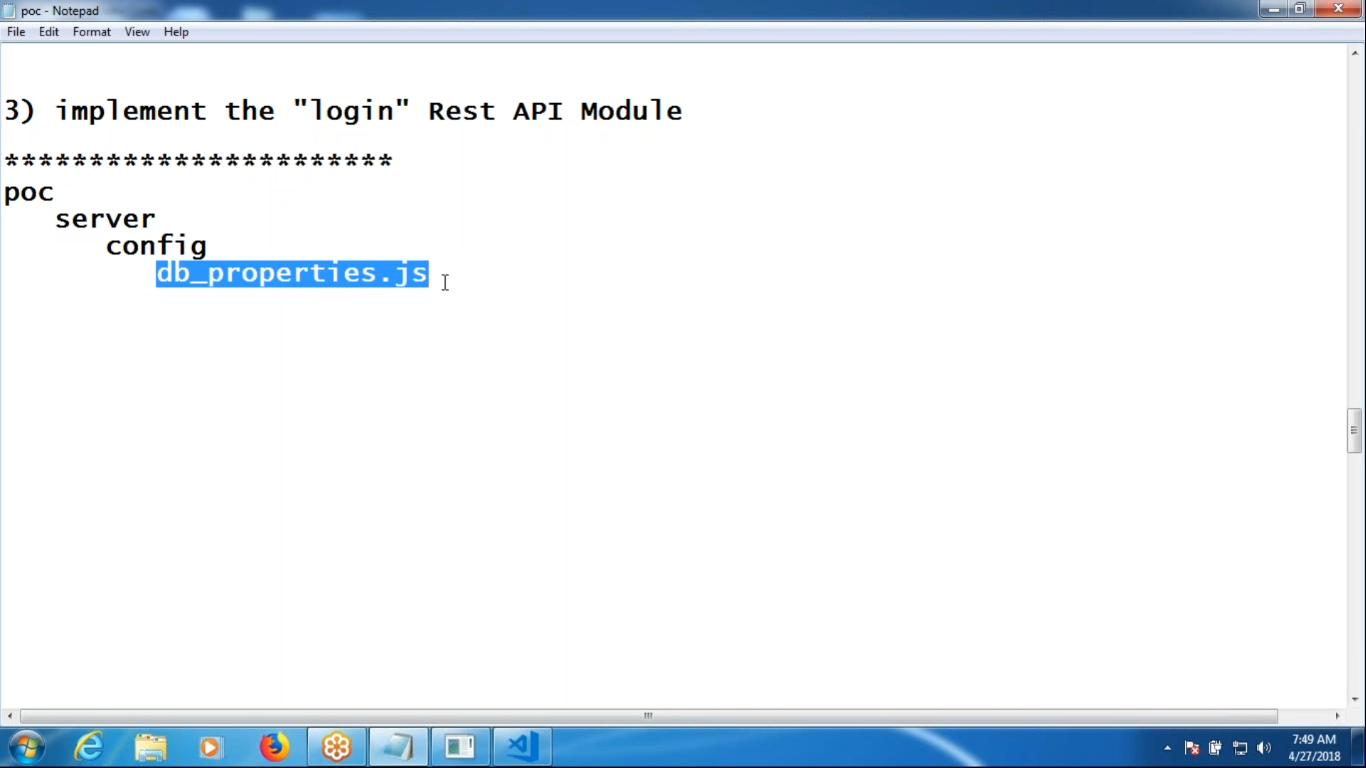 poc - Notepad
File Edit Format View Help
3) implement the "login" Rest API Module
***********************
poc
server
config
db_properties.js
7:49 AM
4/27/2018